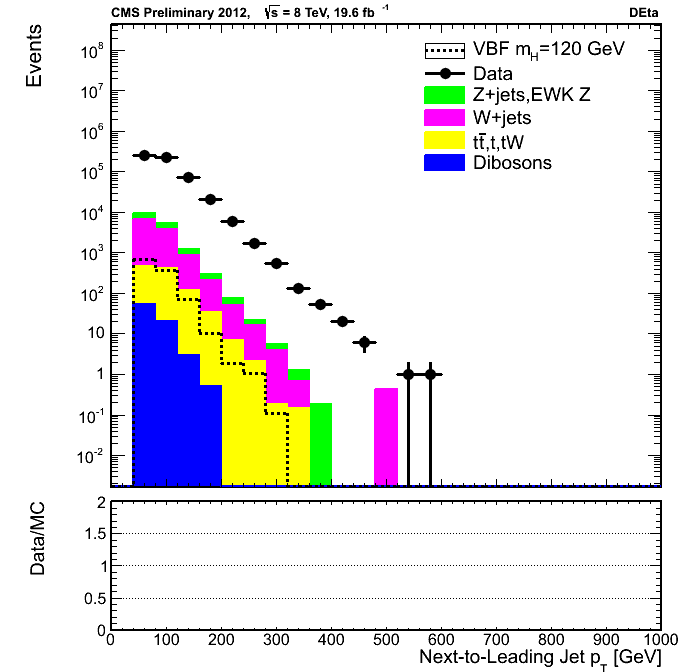 CMS Preliminary 2012, √s = 8 TeV, 19.6 fb⁻¹ DEta
Events
10⁸
10⁷
10⁶
10⁵
10⁴
10³
10²
10
1
10⁻¹
10⁻²
VBF m_H=120 GeV
Data
Z+jets,EWK Z
W+jets
tt̄,t,tW
Dibosons
Data/MC
2
1.5
1
0.5
0
0 100 200 300 400 500 600 700 800 900 1000
Next-to-Leading Jet p_T [GeV]